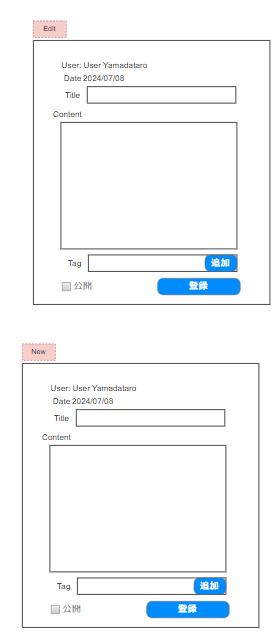 Edit
User: User Yamadataro
Date 2024/07/08
Title
Content
Tag 追加
公開 登録
New
User: User Yamadataro
Date 2024/07/08
Title
Content
Tag 追加
公開 登録